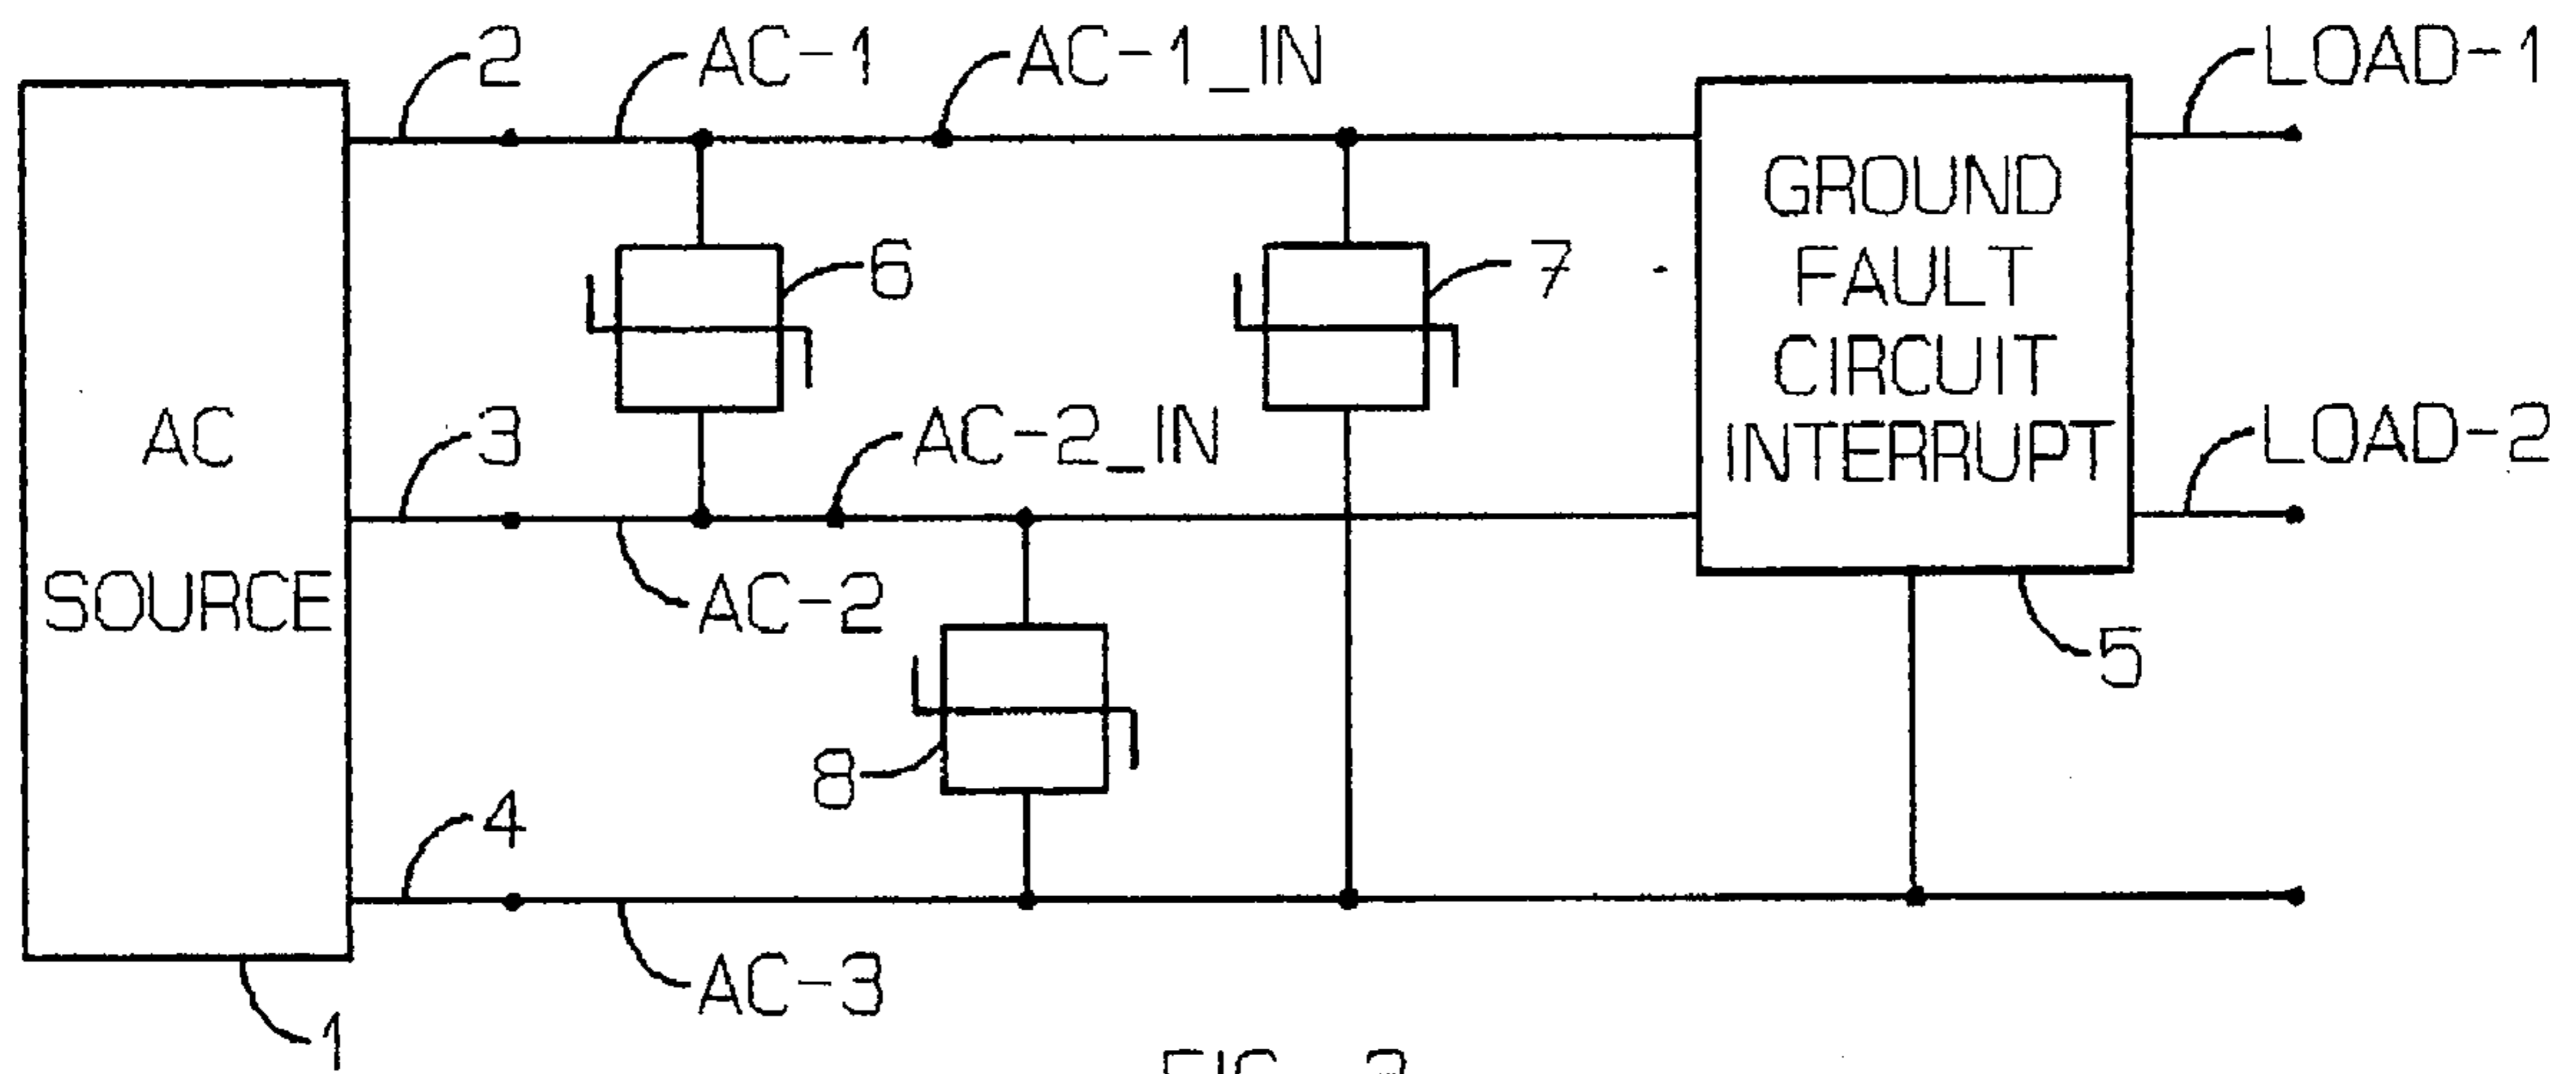 2
AC-1
AC-1_IN
LOAD-1
GROUND
FAULT
CIRCUIT
INTERRUPT
6
7
AC
SOURCE
3
AC-2_IN
LOAD-2
AC-2
5
8
4
AC-3
1